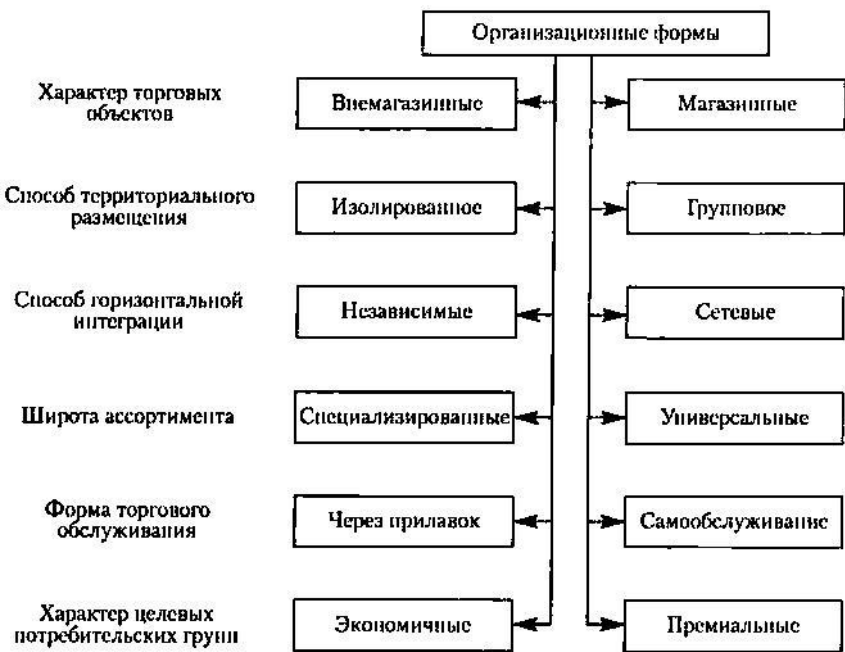 Организационные формы
Характер торговых
объектов
Внемагазинные
Магазинные
Способ территориального
размещения
Изолированное
Групповое
Способ горизонтальной
интеграции
Независимые
Сетевые
Широта ассортимента
Специализированные
Универсальные
Форма торгового
обслуживания
Через прилавок
Самообслуживание
Характер целевых
потребительских групп
Экономичные
Премиальные